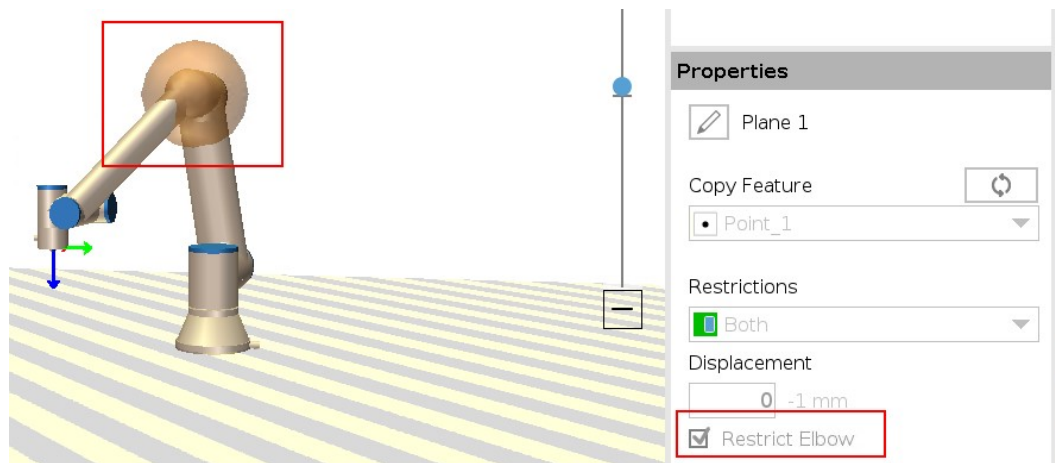 Properties
Plane 1
Copy Feature
Point_1
Restrictions
Both
Displacement
0 -1 mm
Restrict Elbow